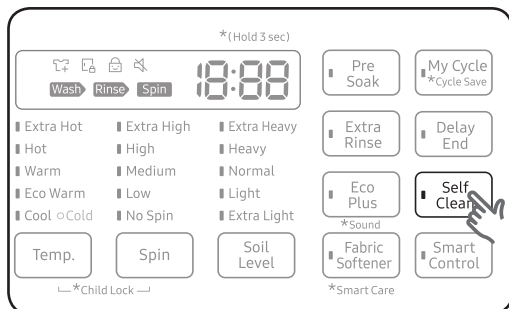 *(Hold 3 sec)
18:88
Wash Rinse Spin
Extra Hot
Hot
Warm
Eco Warm
Cool Cold
Extra High
High
Medium
Low
No Spin
Extra Heavy
Heavy
Normal
Light
Extra Light
Temp.
Spin
Soil
Level
*Child Lock
Pre
Soak
My Cycle
*Cycle Save
Extra
Rinse
Delay
End
Eco
Plus
*Sound
Self
Clean
Fabric
Softener
*Smart Care
Smart
Control